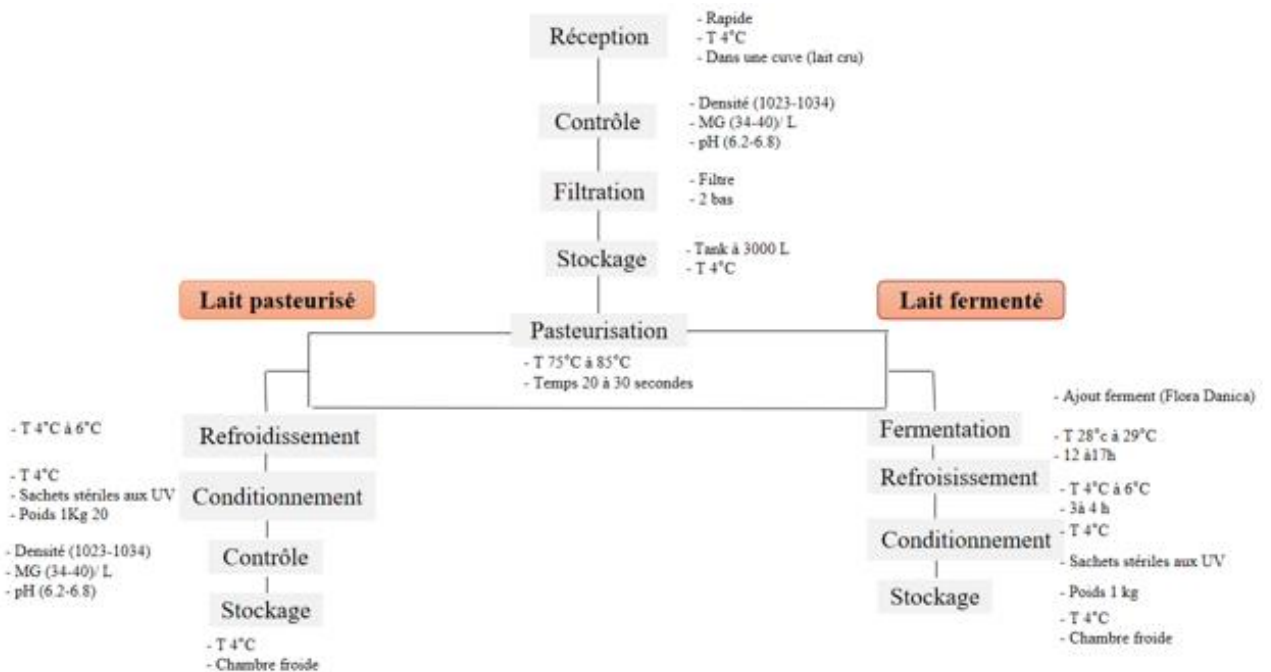 Réception
- Rapide
- T 4°C
- Dans une cuve (lait cru)
Contrôle
- Densité (1023-1034)
- MG (34-40)/ L
- pH (6.2-6.8)
Filtration
- Filtre
- 2 bas
Stockage
- Tank à 3000 L
- T 4°C
Lait pasteurisé
Lait fermenté
Pasteurisation
- T 75°C à 85°C
- Temps 20 à 30 secondes
- T 4°C à 6°C
Refroidissement
- T 4°C
- Sachets stériles aux UV
- Poids 1Kg 20
Conditionnement
- Densité (1023-1034)
- MG (34-40)/ L
- pH (6.2-6.8)
Contrôle
Stockage
- T 4°C
- Chambre froide
- Ajout ferment (Flora Danica)
Fermentation
- T 28°c à 29°C
- 12 à17h
Refroisissement
- T 4°C à 6°C
- 3à 4 h
- T 4°C
Conditionnement
- Sachets stériles aux UV
Stockage
- Poids 1 kg
- T 4°C
- Chambre froide